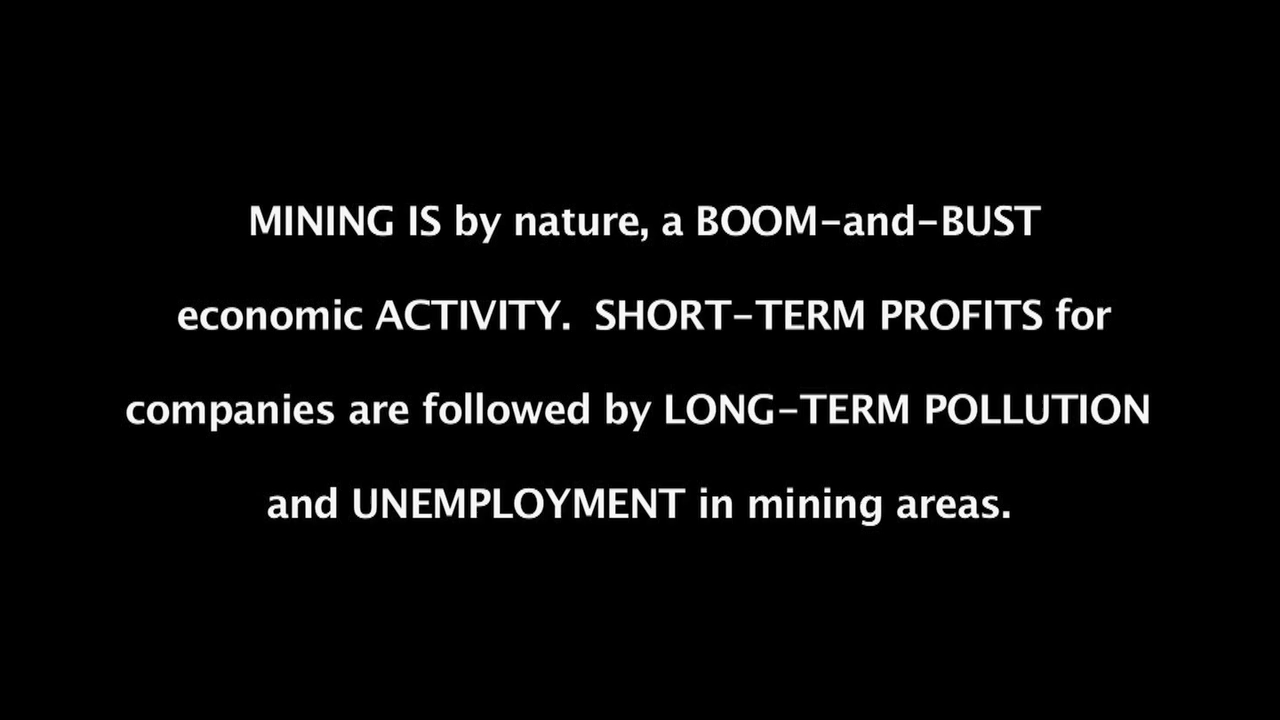 MINING IS by nature, a BOOM-and-BUST
economic ACTIVITY.  SHORT-TERM PROFITS for
companies are followed by LONG-TERM POLLUTION
and UNEMPLOYMENT in mining areas.